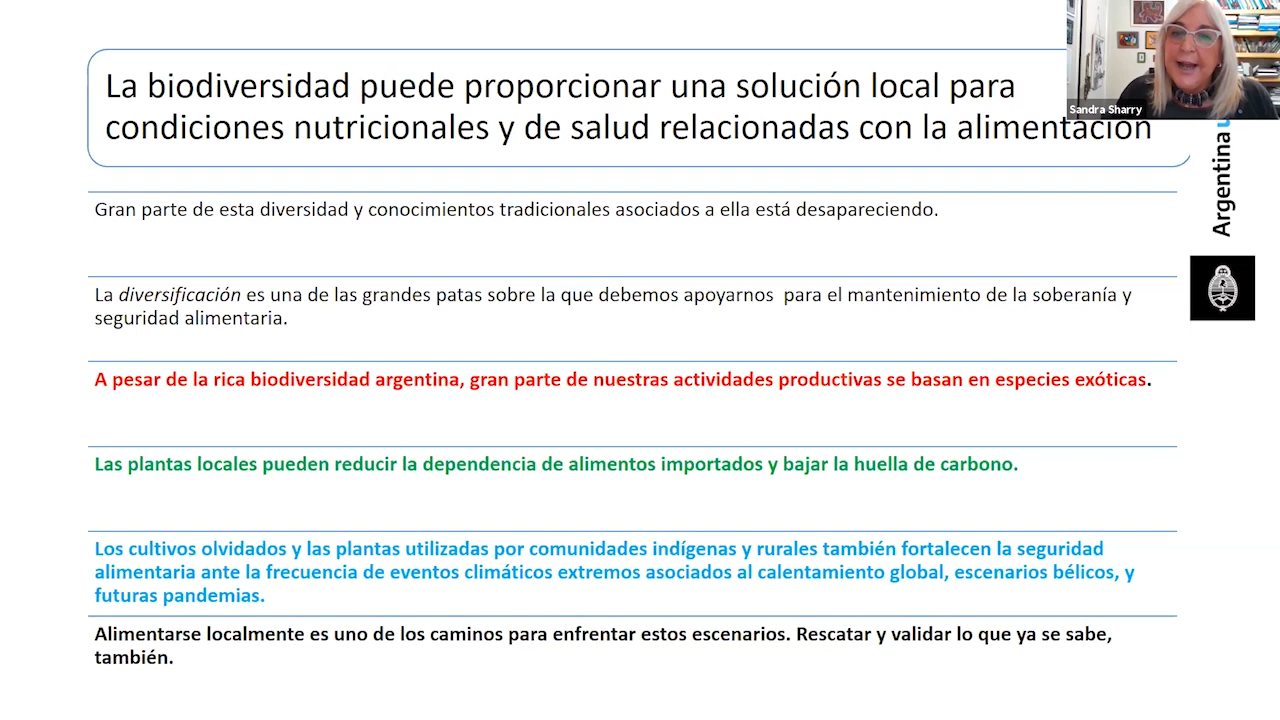 La biodiversidad puede proporcionar una solución local para
condiciones nutricionales y de salud relacionadas con la alimentación
Sandra Sharry
Argentina
Gran parte de esta diversidad y conocimientos tradicionales asociados a ella está desapareciendo.
La diversificación es una de las grandes patas sobre la que debemos apoyarnos  para el mantenimiento de la soberanía y
seguridad alimentaria.
A pesar de la rica biodiversidad argentina, gran parte de nuestras actividades productivas se basan en especies exóticas.
Las plantas locales pueden reducir la dependencia de alimentos importados y bajar la huella de carbono.
Los cultivos olvidados y las plantas utilizadas por comunidades indígenas y rurales también fortalecen la seguridad
alimentaria ante la frecuencia de eventos climáticos extremos asociados al calentamiento global, escenarios bélicos, y
futuras pandemias.
Alimentarse localmente es uno de los caminos para enfrentar estos escenarios. Rescatar y validar lo que ya se sabe,
también.